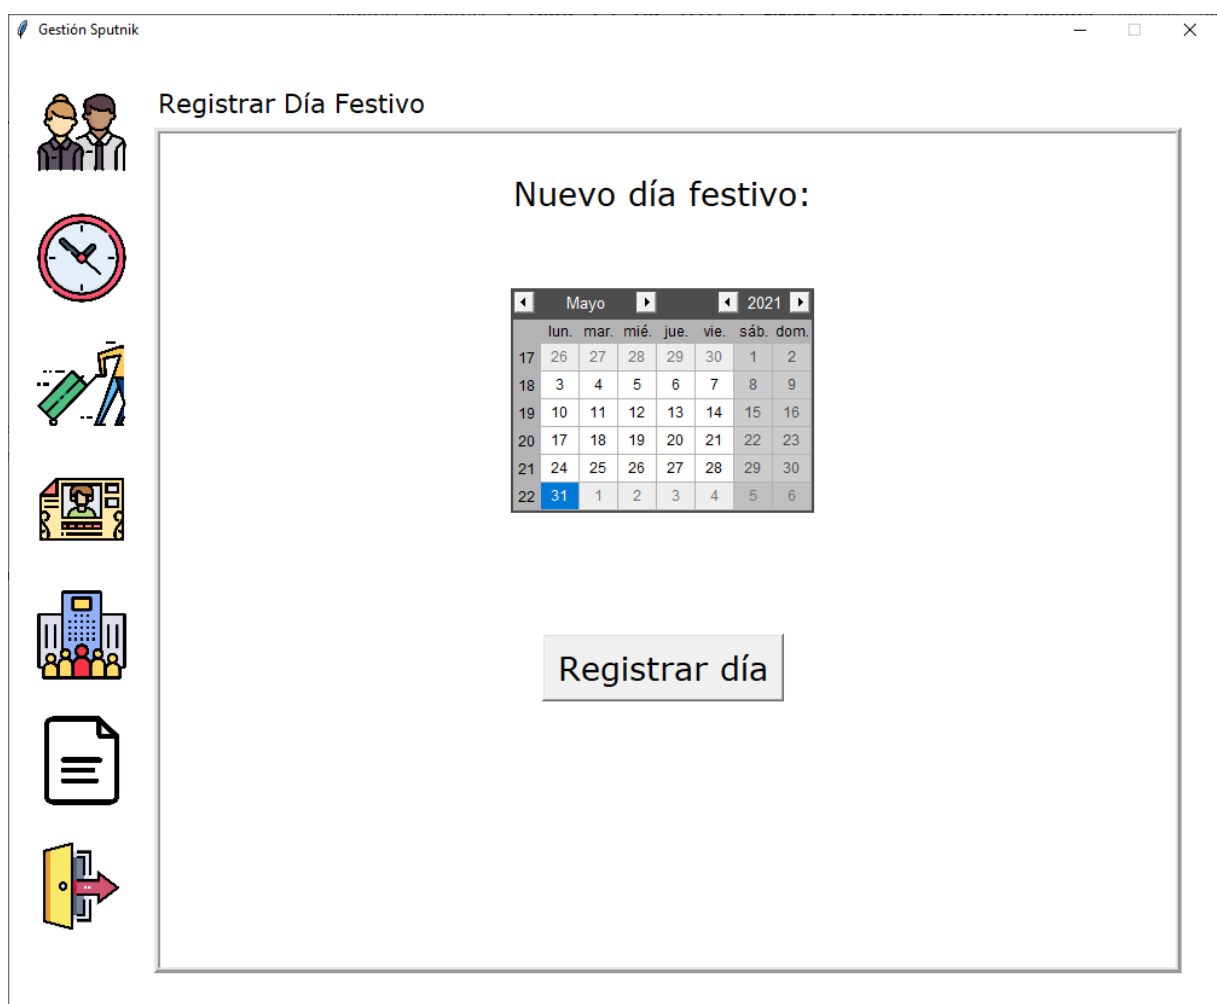 Gestión Sputnik
Registrar Día Festivo
Nuevo día festivo:
Mayo 2021
lun. mar. mié. jue. vie. sáb. dom.
17 26 27 28 29 30 1 2
18 3 4 5 6 7 8 9
19 10 11 12 13 14 15 16
20 17 18 19 20 21 22 23
21 24 25 26 27 28 29 30
22 31 1 2 3 4 5 6
Registrar día